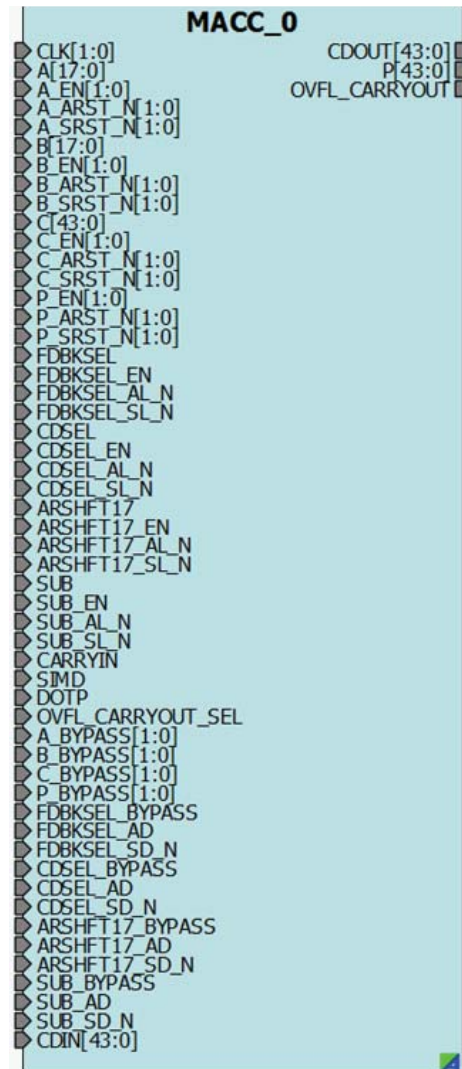 MACC_0
CLK[1:0]
A[17:0]
A_EN[1:0]
A_ARST_N[1:0]
A_SRST_N[1:0]
B[17:0]
B_EN[1:0]
B_ARST_N[1:0]
B_SRST_N[1:0]
C[43:0]
C_EN[1:0]
C_ARST_N[1:0]
C_SRST_N[1:0]
P_EN[1:0]
P_ARST_N[1:0]
P_SRST_N[1:0]
FDBKSEL
FDBKSEL_EN
FDBKSEL_AL_N
FDBKSEL_SL_N
CDSEL
CDSEL_EN
CDSEL_AL_N
CDSEL_SL_N
ARSHFT17
ARSHFT17_EN
ARSHFT17_AL_N
ARSHFT17_SL_N
SUB
SUB_EN
SUB_AL_N
SUB_SL_N
CARRYIN
SIMD
DOTP
OVFL_CARRYOUT_SEL
A_BYPASS[1:0]
B_BYPASS[1:0]
C_BYPASS[1:0]
P_BYPASS[1:0]
FDBKSEL_BYPASS
FDBKSEL_AD
FDBKSEL_SD_N
CDSEL_BYPASS
CDSEL_AD
CDSEL_SD_N
ARSHFT17_BYPASS
ARSHFT17_AD
ARSHFT17_SD_N
SUB_BYPASS
SUB_AD
SUB_SD_N
CDIN[43:0]
CDOUT[43:0]
P[43:0]
OVFL_CARRYOUT